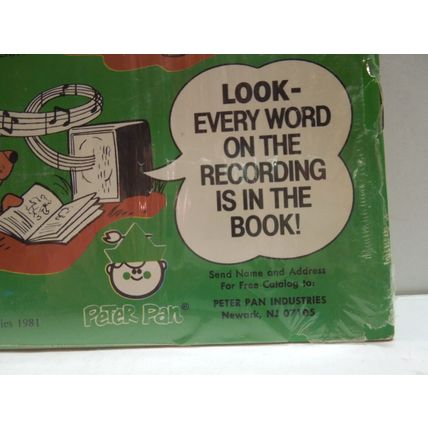 LOOK-
EVERY WORD
ON THE
RECORDING
IS IN THE
BOOK!
Send Name and Address
For Free Catalog to:
PETER PAN INDUSTRIES
Newark, NJ 07105
PETER PAN®
1981